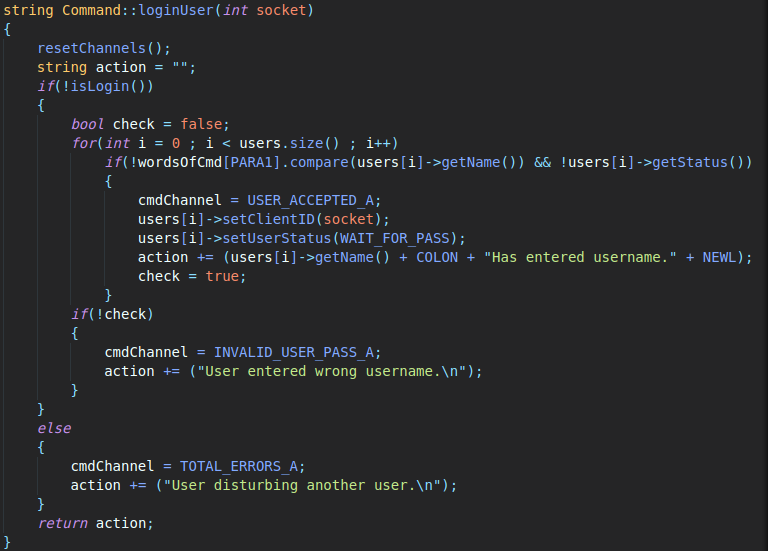 string Command::loginUser(int socket)
{
    resetChannels();
    string action = "";
    if(!isLogin())
    {
        bool check = false;
        for(int i = 0 ; i < users.size() ; i++)
            if(!wordsOfCmd[PARA1].compare(users[i]->getName()) && !users[i]->getStatus())
            {
                cmdChannel = USER_ACCEPTED_A;
                users[i]->setClientID(socket);
                users[i]->setUserStatus(WAIT_FOR_PASS);
                action += (users[i]->getName() + COLON + "Has entered username." + NEWL);
                check = true;
            }
        if(!check)
        {
            cmdChannel = INVALID_USER_PASS_A;
            action += ("User entered wrong username.\n");
        }
    }
    else
    {
        cmdChannel = TOTAL_ERRORS_A;
        action += ("User disturbing another user.\n");
    }
    return action;
}